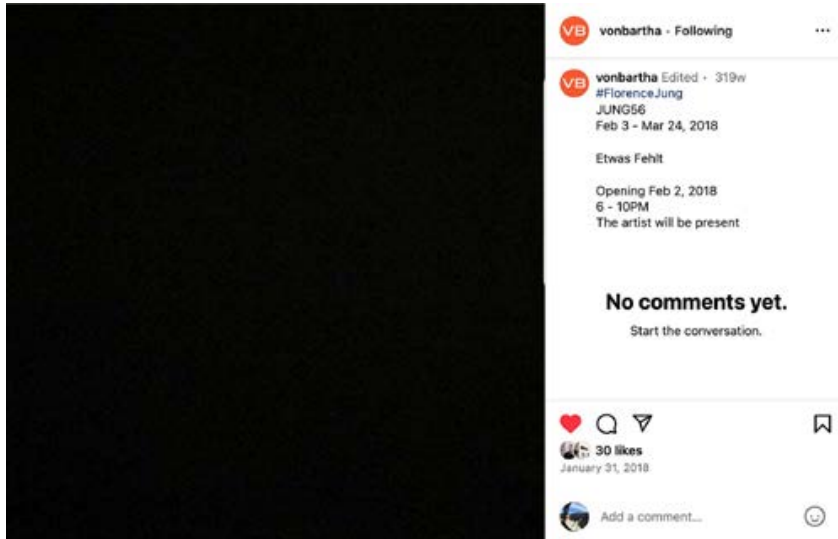 VB vonbartha • Following
VB vonbartha Edited • 319w
#FlorenceJung
JUNG56
Feb 3 - Mar 24, 2018
Etwas Fehlt
Opening Feb 2, 2018
6 - 10PM
The artist will be present
No comments yet.
Start the conversation.
30 likes
January 31, 2018
Add a comment...